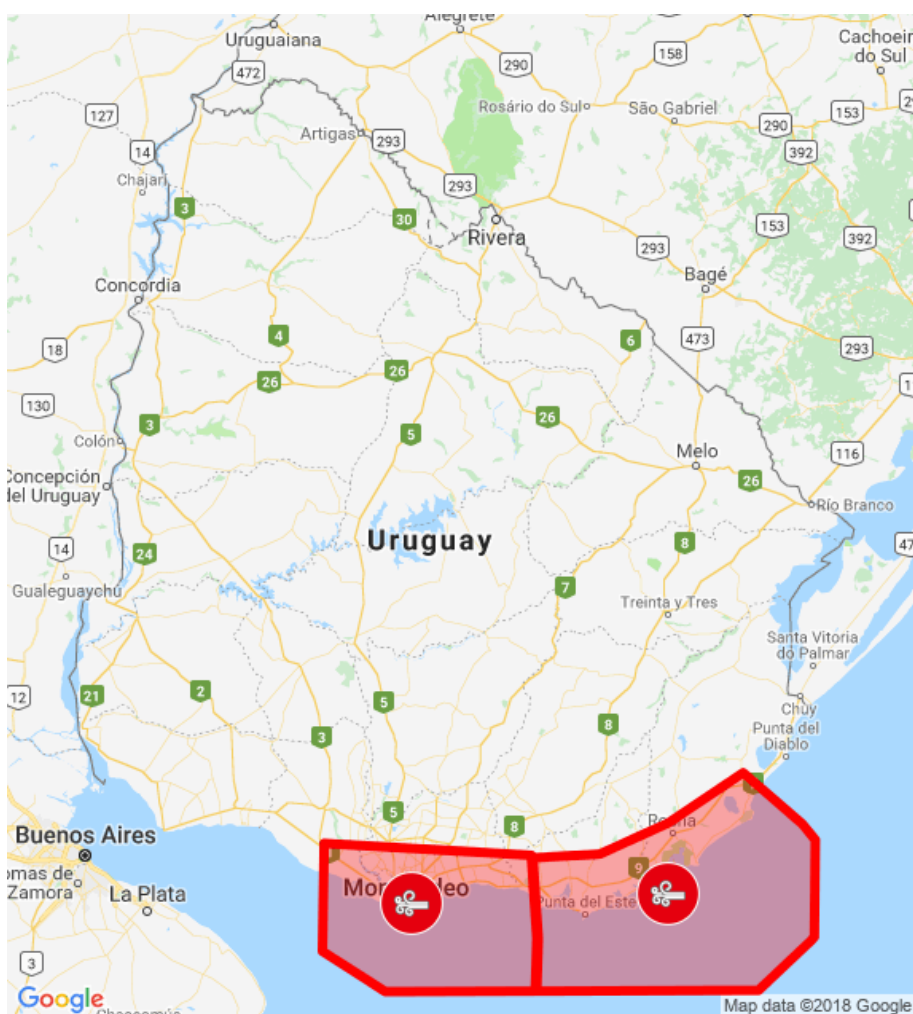 Alegrete
Uruguaiana
Cachoeir
do Sul
158
290
472
Rosário do Sul
São Gabriel
153
127
290
Artigas
293
14
392
Chajarí
293
3
30
153
Rivera
293
392
Bagé
Concordia
4
6
473
18
293
26
26
130
26
3
5
Colón
116
Melo
Concepción
del Uruguay
26
Río Branco
Uruguay
14
24
8
47
Gualeguaychú
7
Treinta y Tres
Santa Vitoria
do Palmar
12
21
2
5
Chuy
8
Punta del
Diablo
3
5
8
Buenos Aires
omas de
Zamora
9
La Plata
Punta del Este
3
Google
Map data ©2018 Google